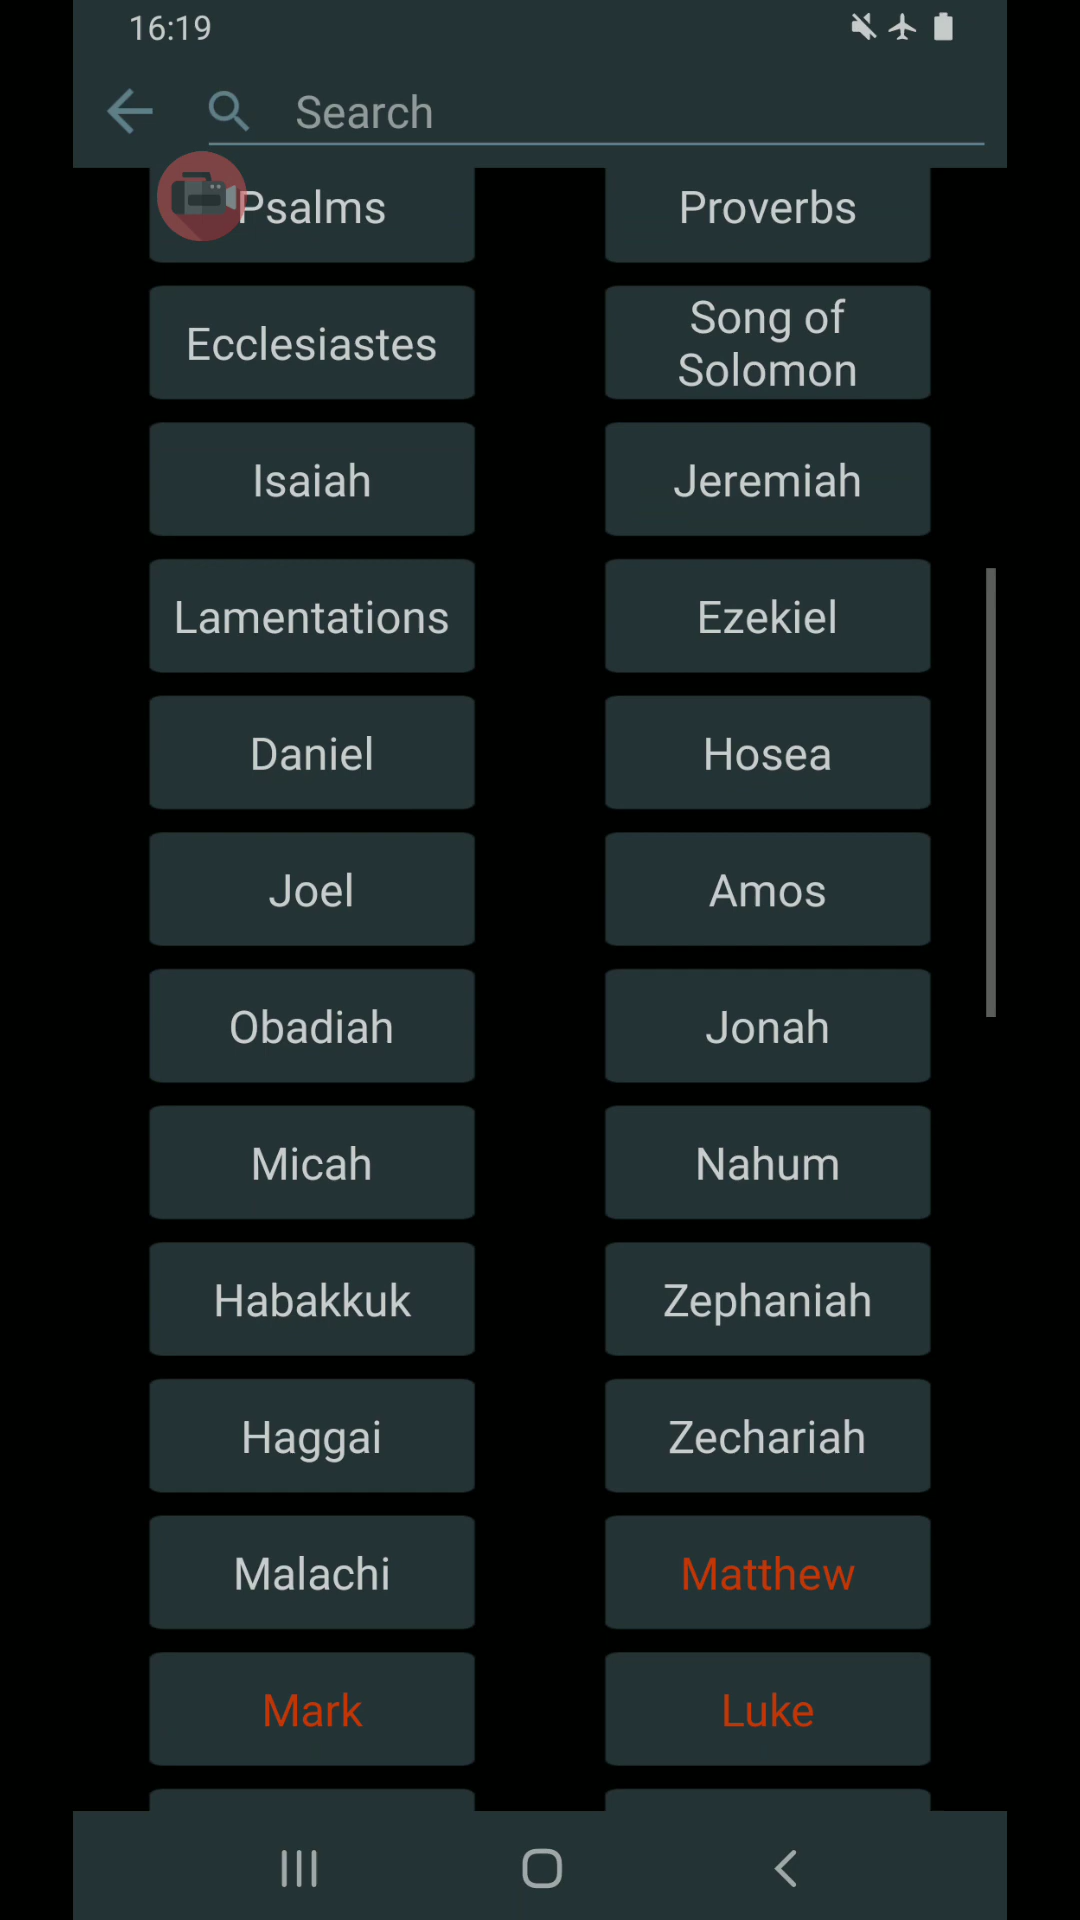 16:19
Search
Psalms
Proverbs
Ecclesiastes
Song of
Solomon
Isaiah
Jeremiah
Lamentations
Ezekiel
Daniel
Hosea
Joel
Amos
Obadiah
Jonah
Micah
Nahum
Habakkuk
Zephaniah
Haggai
Zechariah
Malachi
Matthew
Mark
Luke